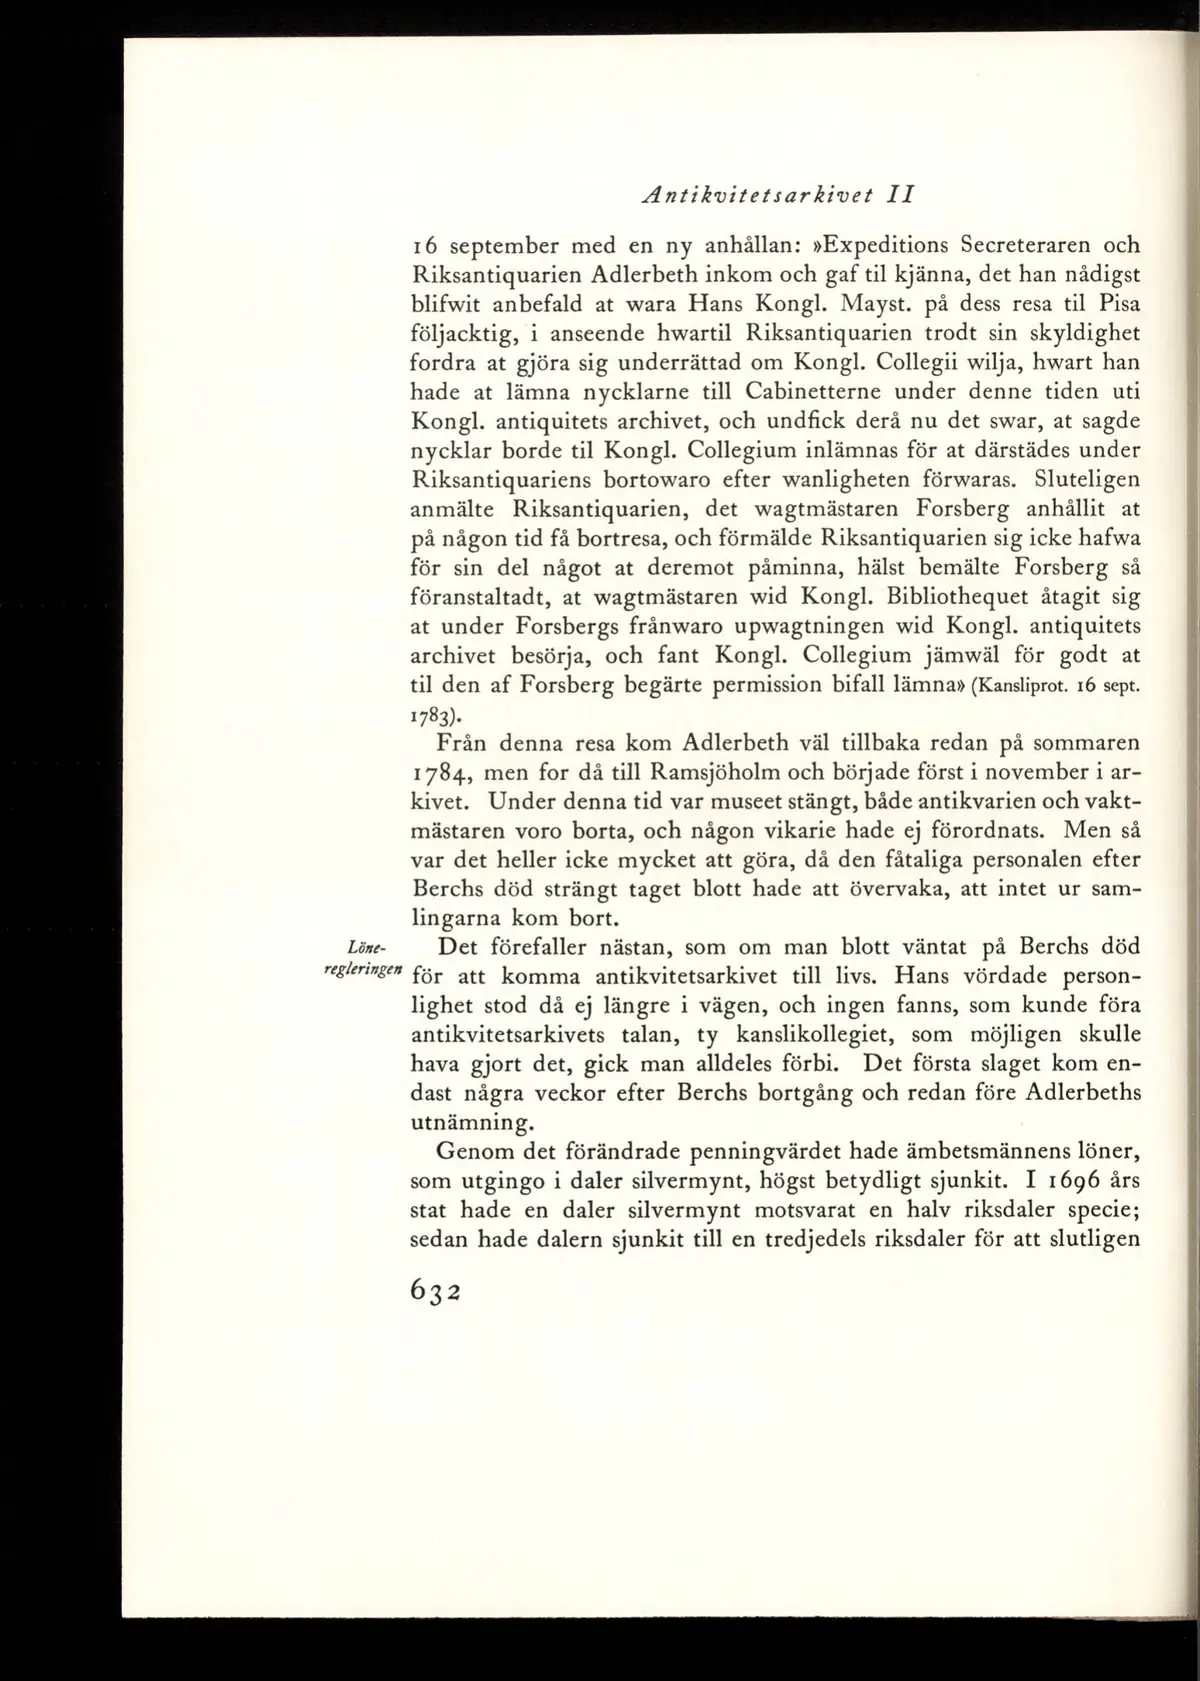 Antikvitetsarkivet II
16 september med en ny anhållan: »Expeditions Secreteraren och
Riksantiquarien Adlerbeth inkom och gaf til kjänna, det han nådigst
blifwit anbefald at wara Hans Kongl. Mayst. på dess resa til Pisa
följacktig, i anseende hwartil Riksantiquarien trodt sin skyldighet
fordra at gjöra sig underrättad om Kongl. Collegii wilja, hwart han
hade at lämna nycklarne till Cabinetterne under denne tiden uti
Kongl. antiquitets archivet, och undfick derå nu det swar, at sagde
nycklar borde til Kongl. Collegium inlämnas för at därstädes under
Riksantiquariens bortowaro efter wanligheten förwaras. Sluteligen
anmälte Riksantiquarien, det wagtmästaren Forsberg anhållit at
på någon tid få bortresa, och förmälde Riksantiquarien sig icke hafwa
för sin del något at deremot påminna, hälst bemälte Forsberg så
föranstaltadt, at wagtmästaren wid Kongl. Bibliothequet åtagit sig
at under Forsbergs frånwaro upwagtningen wid Kongl. antiquitets
archivet besörja, och fant Kongl. Collegium jämwäl för godt at
til den af Forsberg begärte permission bifall lämna» (Kansliprot. 16 sept.
1783).
Från denna resa kom Adlerbeth väl tillbaka redan på sommaren
1784, men for då till Ramsjöholm och började först i november i ar-
kivet. Under denna tid var museet stängt, både antikvarien och vakt-
mästaren voro borta, och någon vikarie hade ej förordnats. Men så
var det heller icke mycket att göra, då den fåtaliga personalen efter
Berchs död strängt taget blott hade att övervaka, att intet ur sam-
lingarna kom bort.
Löne-
regleringen
Det förefaller nästan, som om man blott väntat på Berchs död
för att komma antikvitetsarkivet till livs. Hans vördade person-
lighet stod då ej längre i vägen, och ingen fanns, som kunde föra
antikvitetsarkivets talan, ty kanslikollegiet, som möjligen skulle
hava gjort det, gick man alldeles förbi. Det första slaget kom en-
dast några veckor efter Berchs bortgång och redan före Adlerbeths
utnämning.
Genom det förändrade penningvärdet hade ämbetsmännens löner,
som utgingo i daler silvermynt, högst betydligt sjunkit. I 1696 års
stat hade en daler silvermynt motsvarat en halv riksdaler specie;
sedan hade dalern sjunkit till en tredjedels riksdaler för att slutligen
632